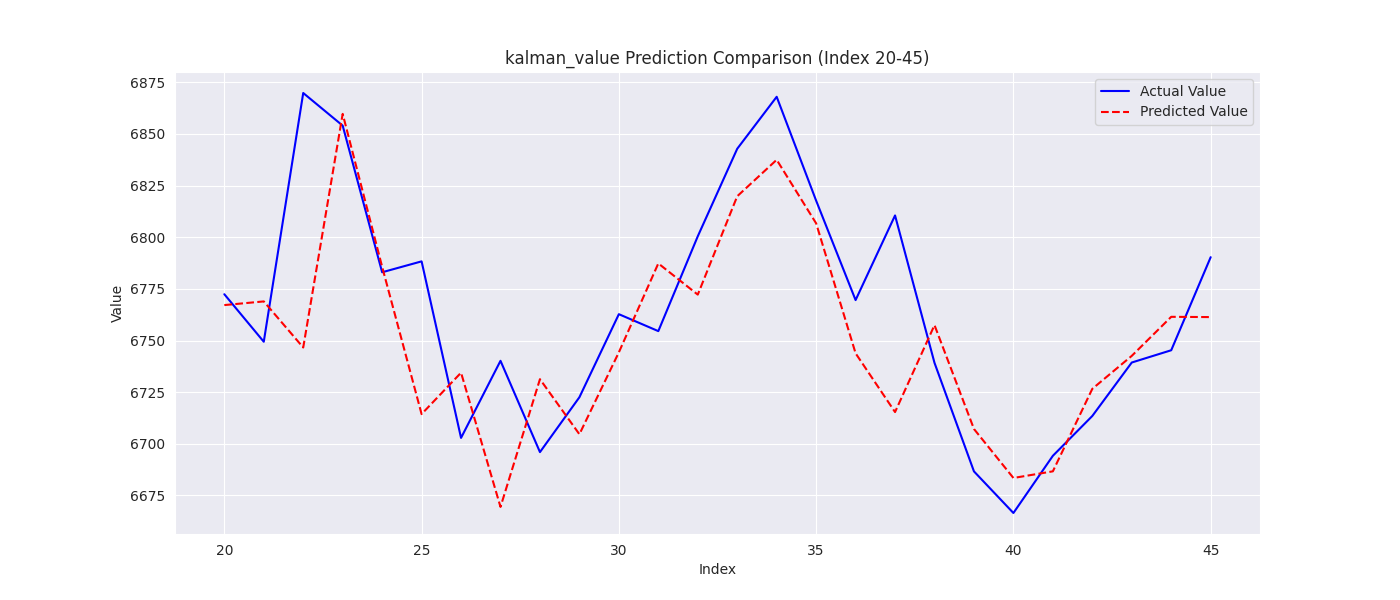 kalman_value Prediction Comparison (Index 20-45)
Actual Value
Predicted Value
6875
6850
6825
6800
6775
6750
6725
6700
6675
Value
20 25 30 35 40 45
Index